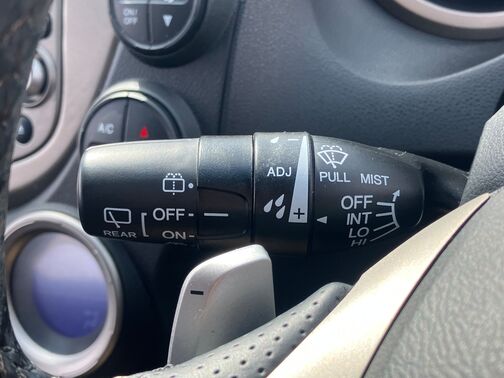 ON/
OFF
A/C
ADJ
PULL MIST
OFF
INT
LO
HI
OFF
ON
REAR
-
+
-